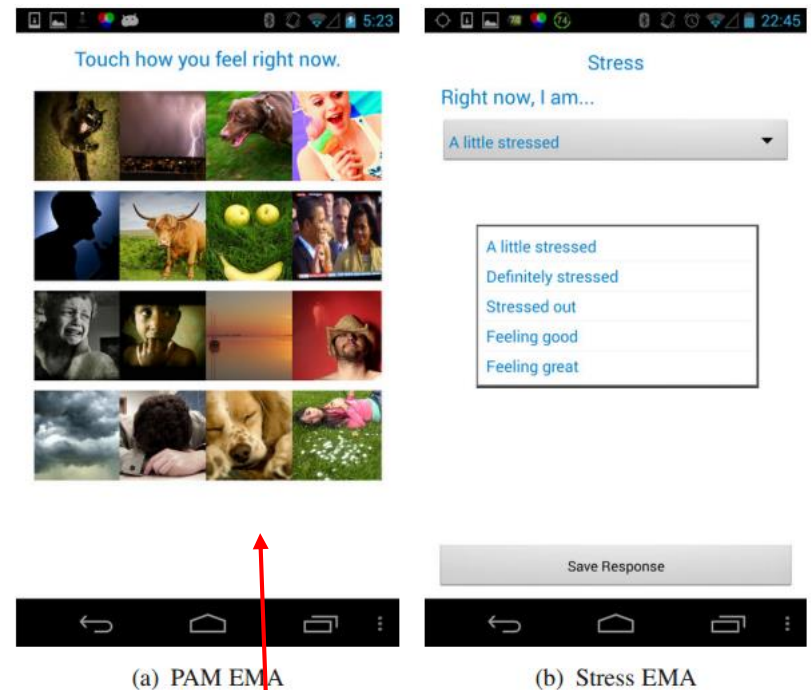 5:23
Touch how you feel right now.
(a) PAM EMA
74
22:45
Stress
Right now, I am...
A little stressed
A little stressed
Definitely stressed
Stressed out
Feeling good
Feeling great
Save Response
(b) Stress EMA